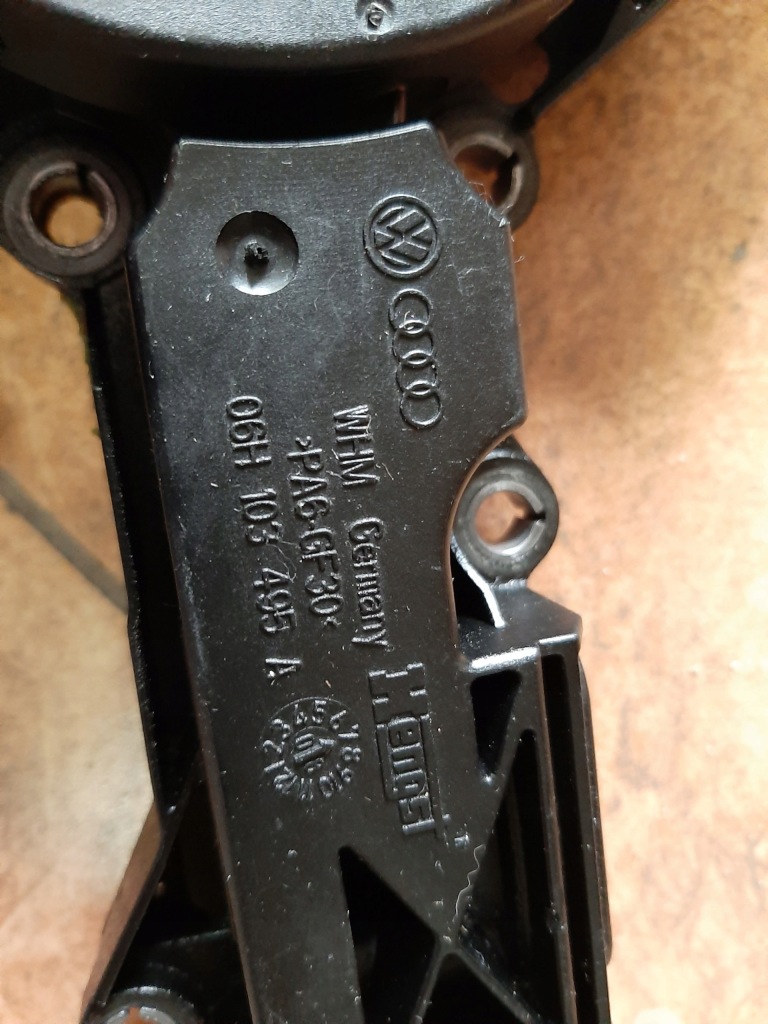 WHM Germany
>PA6-GF30<
06H 103 495 A
Hengst